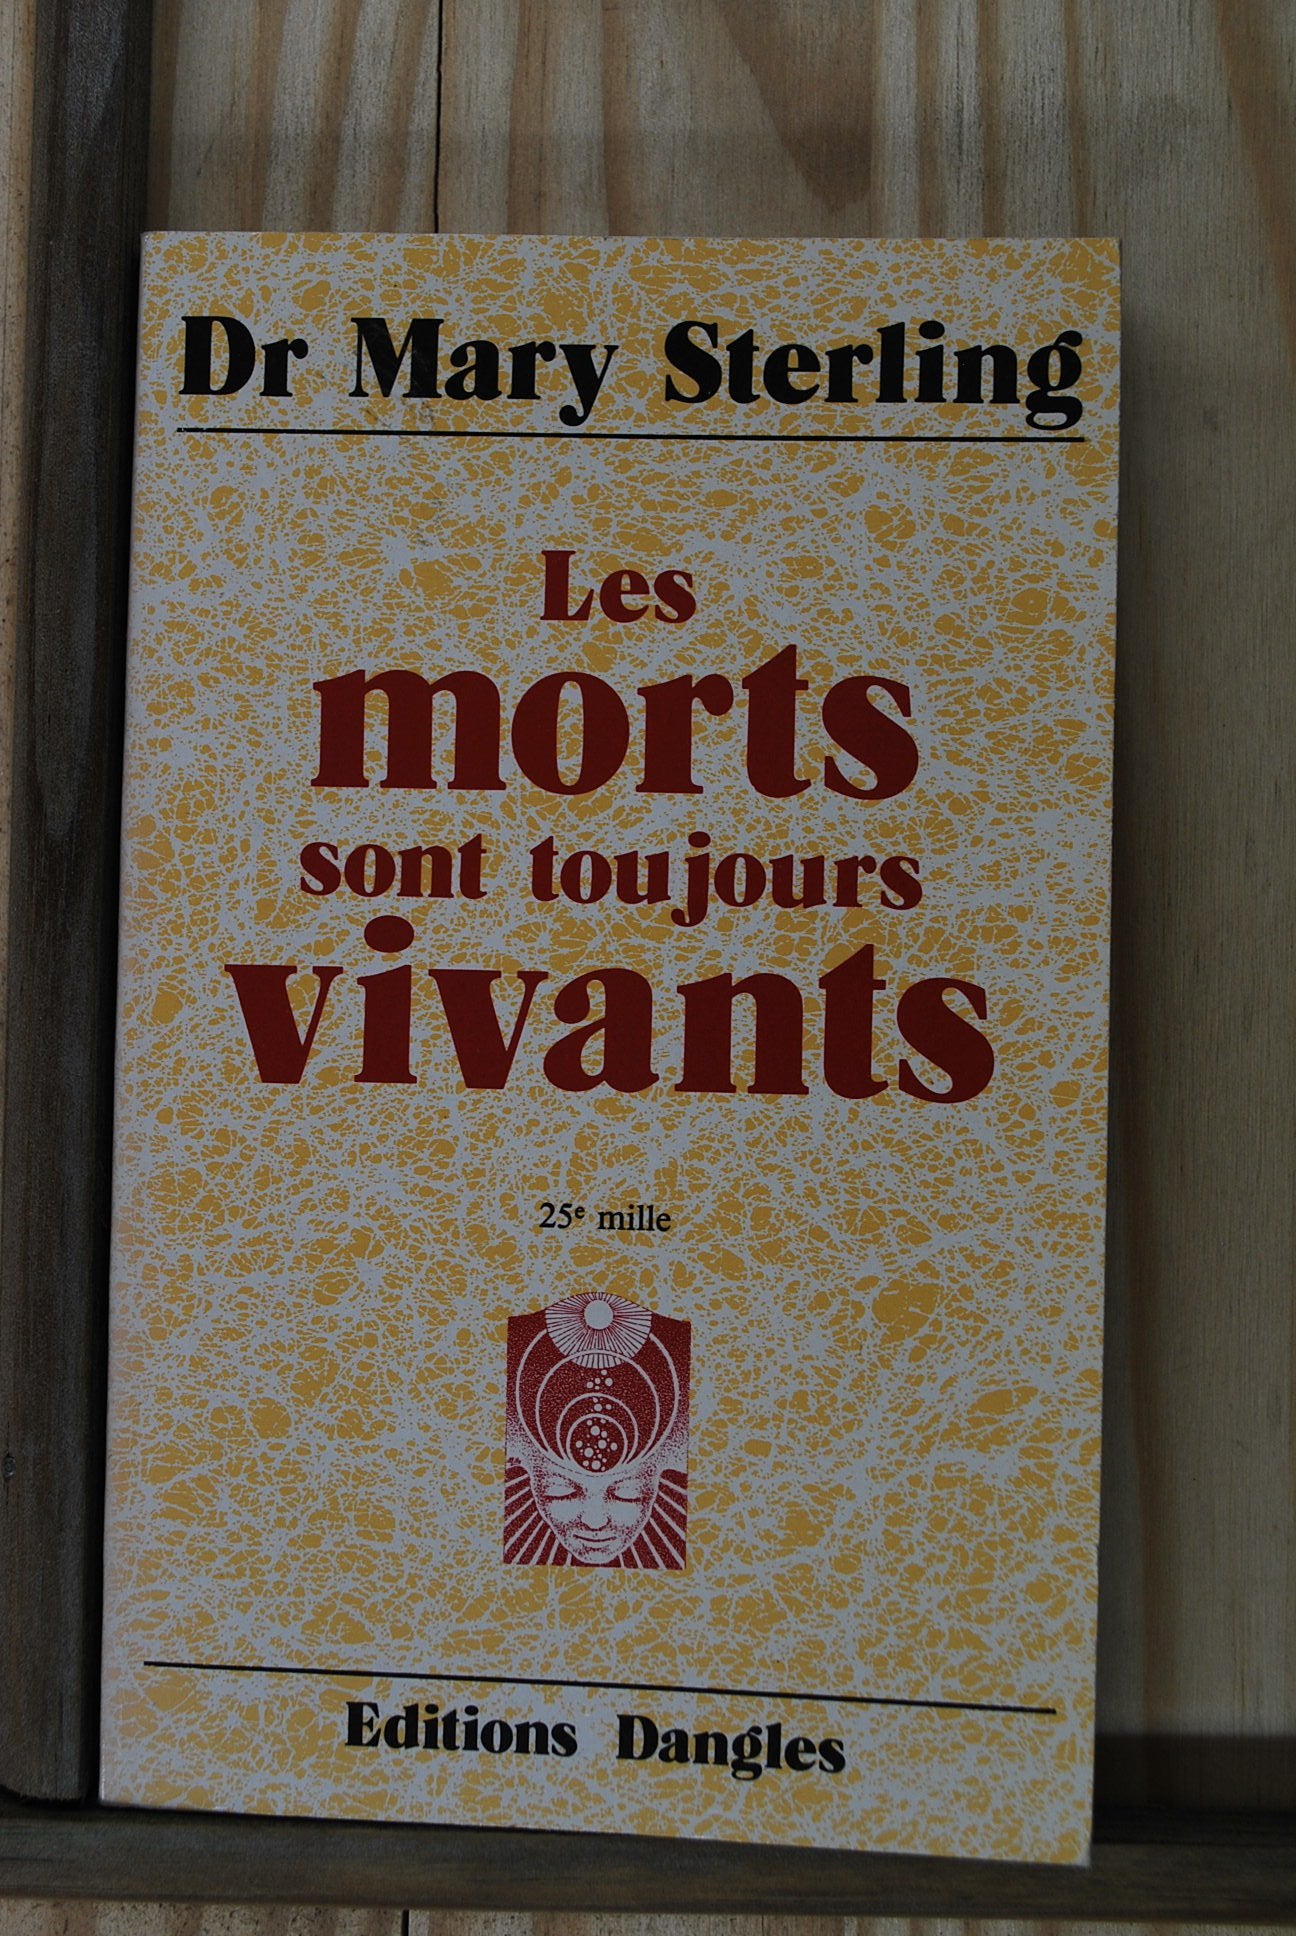 Dr Mary Sterling
Les
morts
sont toujours
vivants
25e mille
Editions Dangles